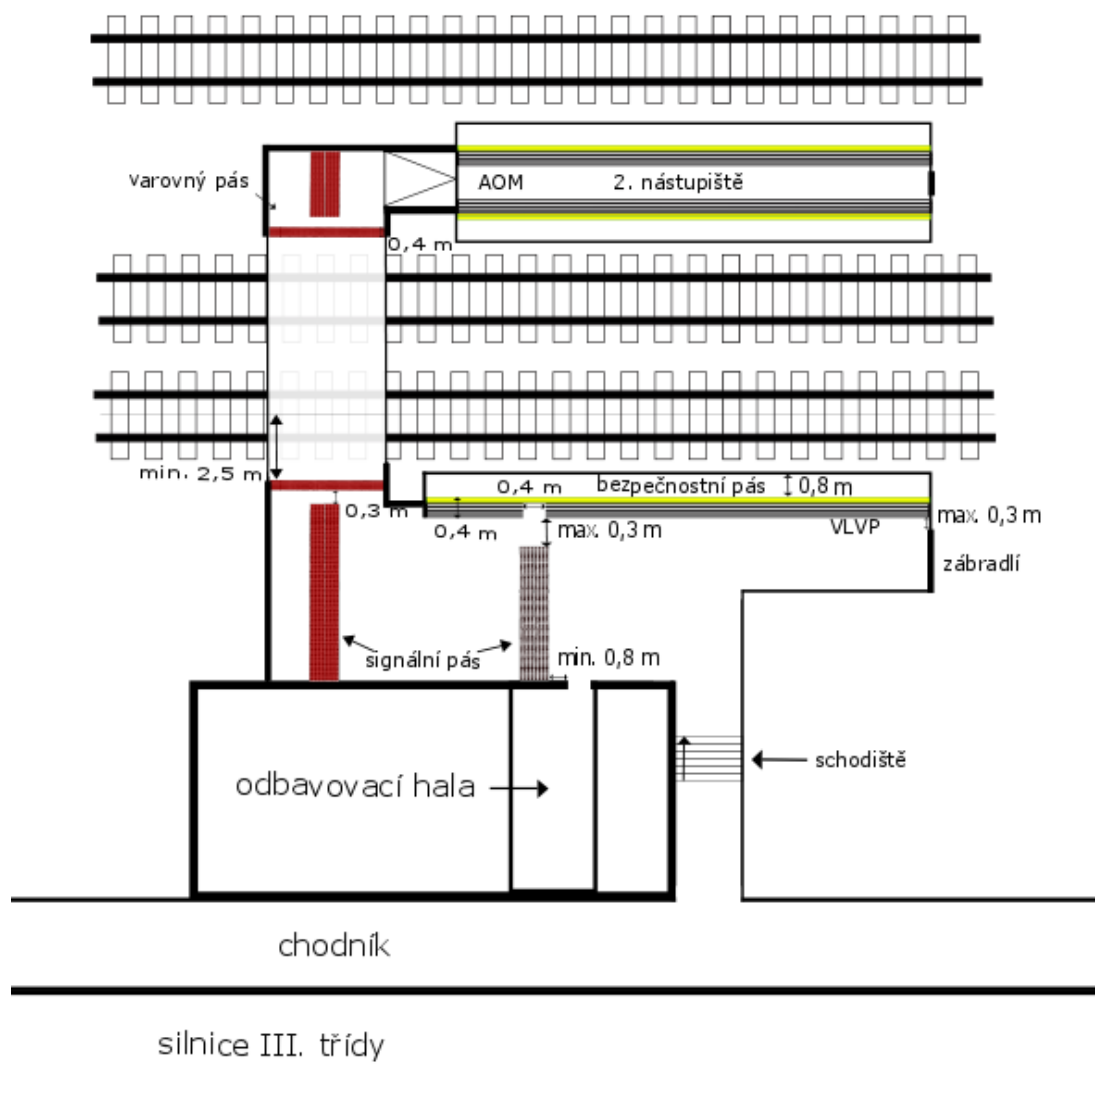 varovný pás
AOM
2. nástupiště
0,4 m
min. 2,5 m
0,4 m
bezpečnostní pás
0,8 m
0,3 m
0,4 m
max. 0,3 m
VLVP
max. 0,3 m
zábradlí
signální pás
min. 0,8 m
odbavovací hala
schodiště
chodník
silnice III. třídy